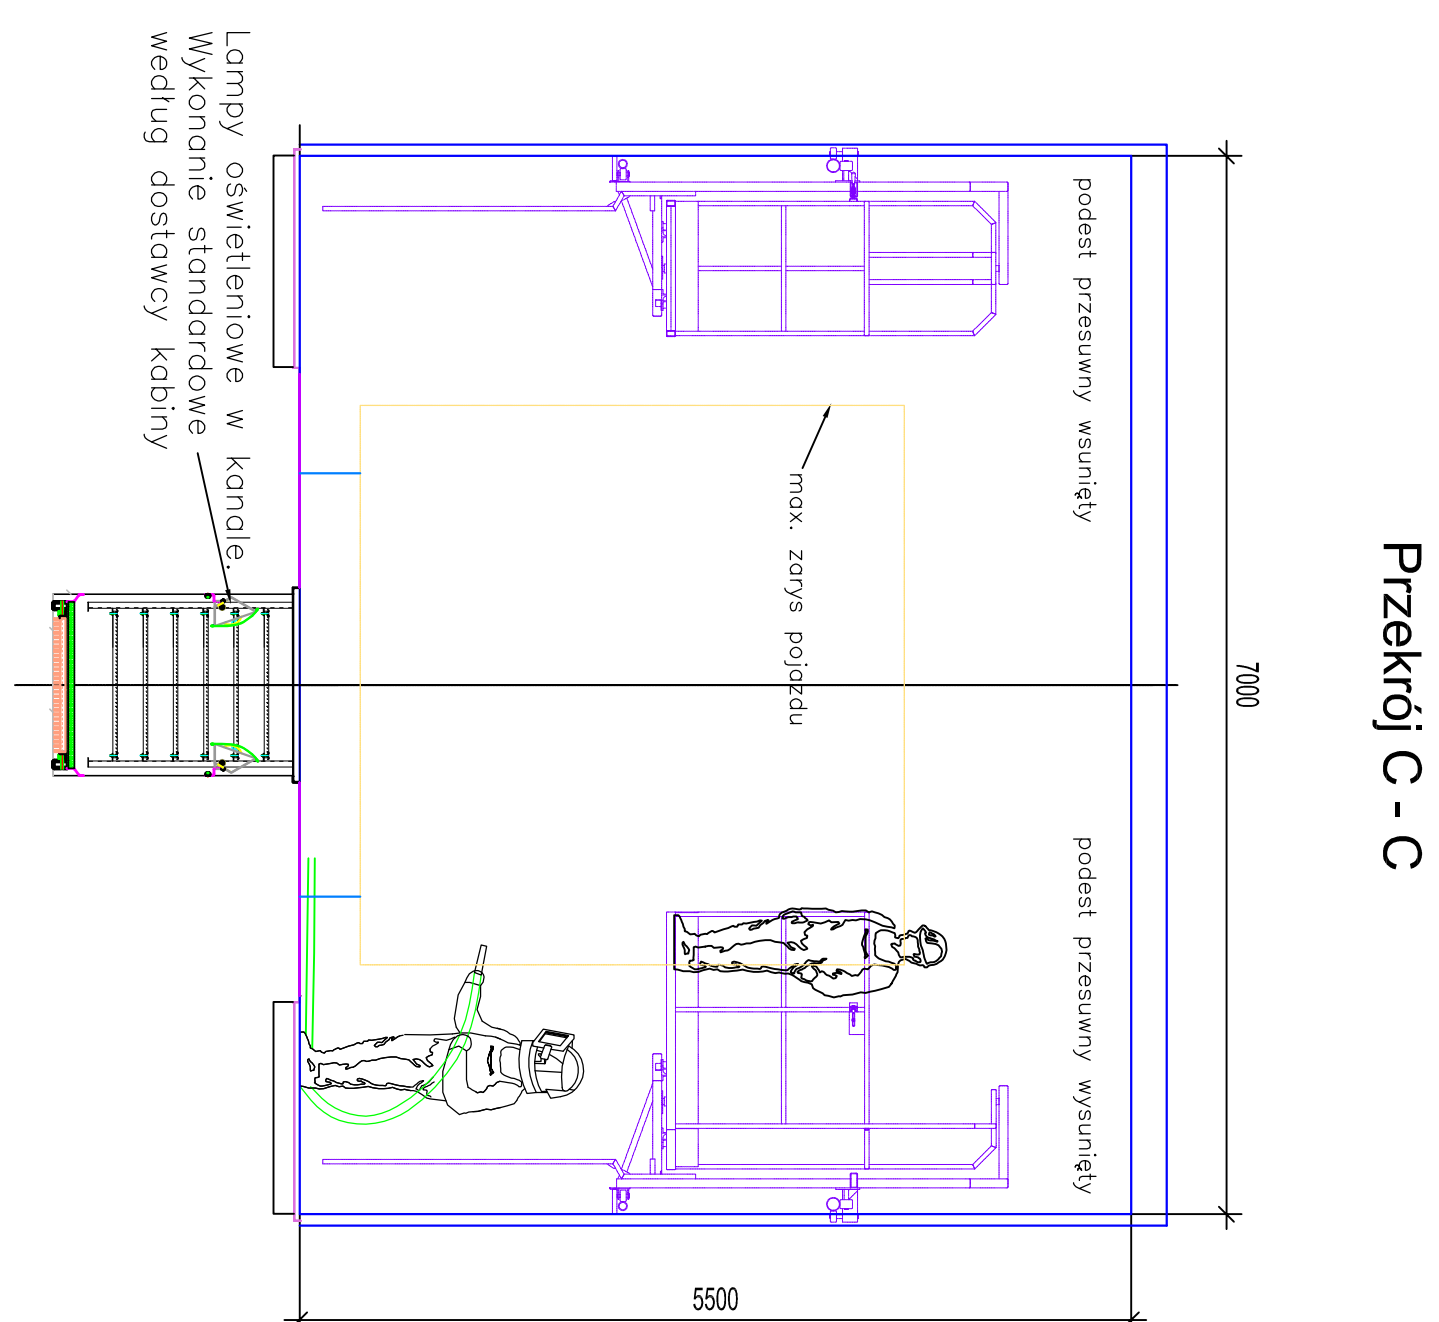 Przekrój C - C
7000
podest przesuwny wsunięty
podest przesuwny wysunięty
max. zarys pojazdu
Lampy oświetleniowe w kanale.
Wykonanie standardowe
według dostawcy kabiny
5500